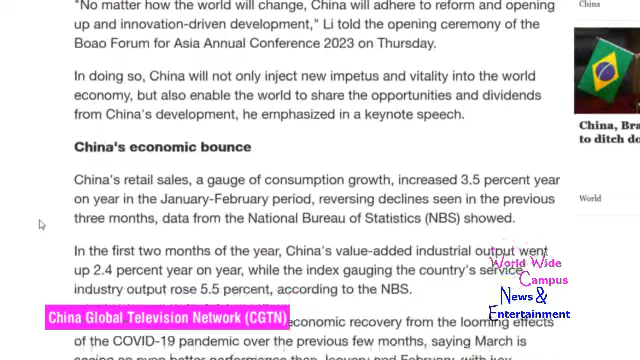 "No matter how the world will change, China will adhere to reform and opening
up and innovation-driven development," Li told the opening ceremony of the
Boao Forum for Asia Annual Conference 2023 on Thursday.
In doing so, China will not only inject new impetus and vitality into the world
economy, but also enable the world to share the opportunities and dividends
from China's development, he emphasized in a keynote speech.
China's economic bounce
China's retail sales, a gauge of consumption growth, increased 3.5 percent year
on year in the January-February period, reversing declines seen in the previous
three months, data from the National Bureau of Statistics (NBS) showed.
In the first two months of the year, China's value-added industrial output went
up 2.4 percent year on year, while the index gauging the country's service
industry output rose 5.5 percent, according to the NBS.
economic recovery from the looming effects
of the COVID-19 pandemic over the previous few months, saying March is
China Global Television Network (CGTN)
World Wide
Campus
News &
Entertainment
China
China, Bra
to ditch do
World